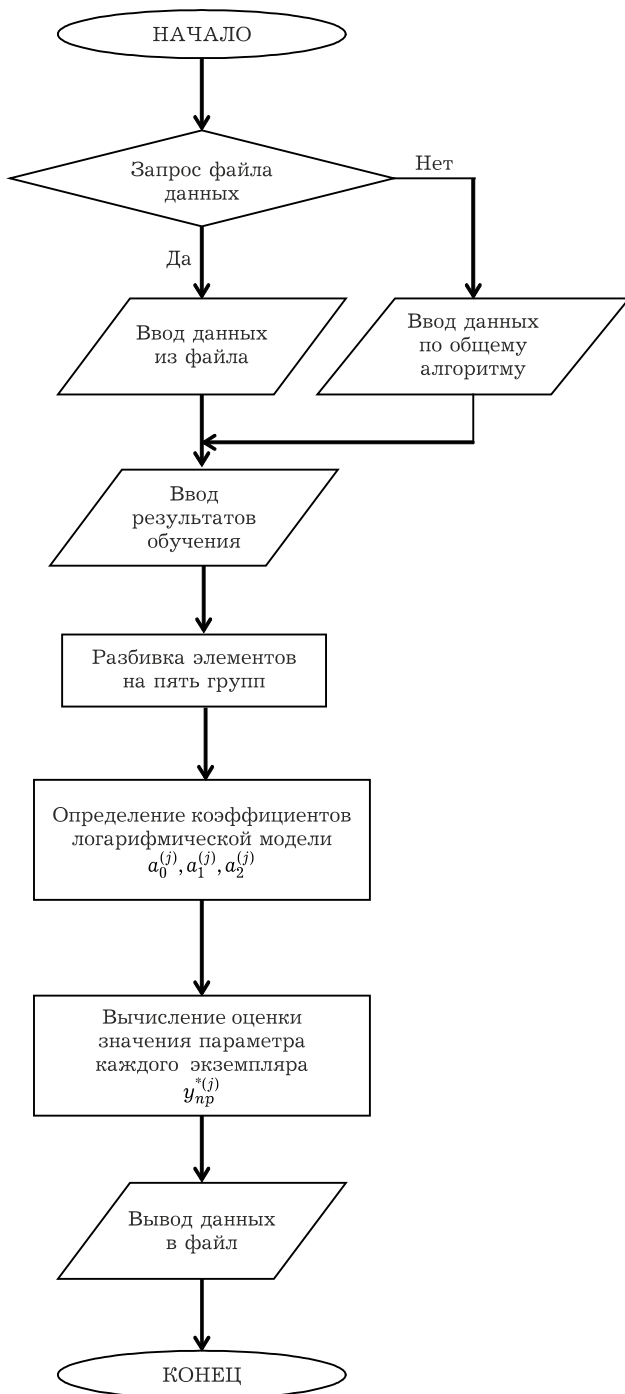 НАЧАЛО
Запрос файла
данных
Нет
Да
Ввод данных
из файла
Ввод данных
по общему
алгоритму
Ввод
результатов
обучения
Разбивка элементов
на пять групп
Определение коэффициентов
логарифмической модели
a_0^{(j)}, a_1^{(j)}, a_2^{(j)}
Вычисление оценки
значения параметра
каждого экземпляра
y_{np}^{*(j)}
Вывод данных
в файл
КОНЕЦ